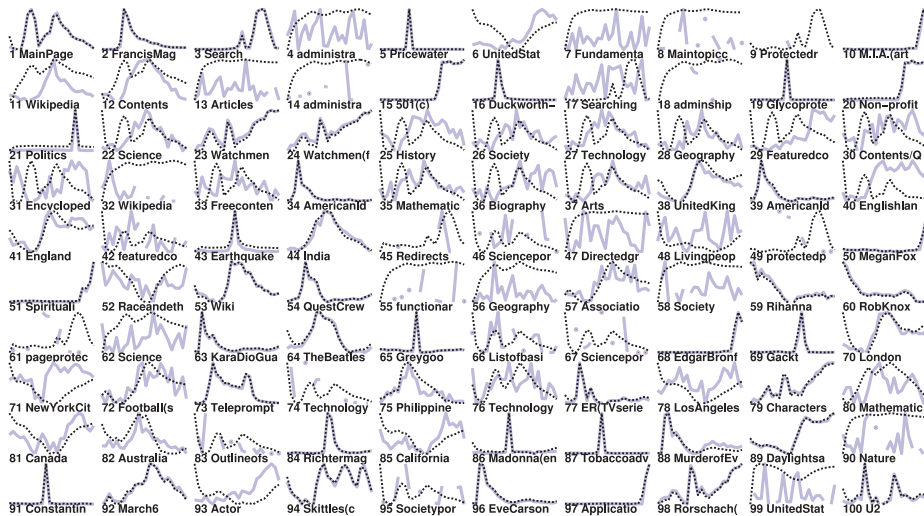 1 MainPage 2 FrancisMag 3 Search 4 administra 5 Pricewater 6 UnitedStat 7 Fundamenta 8 Maintopicc 9 Protectedr 10 M.I.A.(art
11 Wikipedia 12 Contents 13 Articles 14 administra 15 501(c) 16 Duckworth− 17 Searching 18 adminship 19 Glycoprote 20 Non−profit
21 Politics 22 Science 23 Watchmen 24 Watchmen(f 25 History 26 Society 27 Technology 28 Geography 29 Featuredco 30 Contents/Q
31 Encycloped 32 Wikipedia 33 Freeconten 34 AmericanId 35 Mathematic 36 Biography 37 Arts 38 UnitedKing 39 AmericanId 40 Englishlan
41 England 42 featuredco 43 Earthquake 44 India 45 Redirects 46 Sciencepor 47 Directedgr 48 Livingpeop 49 protectedp 50 MeganFox
51 Spirituali 52 Raceandeth 53 Wiki 54 QuestCrew 55 functionar 56 Geography 57 Associatio 58 Society 59 Rihanna 60 RobKnox
61 pageprotec 62 Science 63 KaraDioGua 64 TheBeatles 65 Greygoo 66 Listofbasi 67 Sciencepor 68 EdgarBronf 69 Gackt 70 London
71 NewYorkCit 72 Football(s 73 Teleprompt 74 Technology 75 Philippine 76 Technology 77 ER(TVserie 78 LosAngeles 79 Characters 80 Mathematic
81 Canada 82 Australia 83 Outlineofs 84 Richtermag 85 California 86 Madonna(en 87 Tobaccoadv 88 MurderofEv 89 Daylightsa 90 Nature
91 Constantin 92 March6 93 Actor 94 Skittles(c 95 Societypor 96 EveCarson 97 Applicatio 98 Rorschach( 99 UnitedStat 100 U2